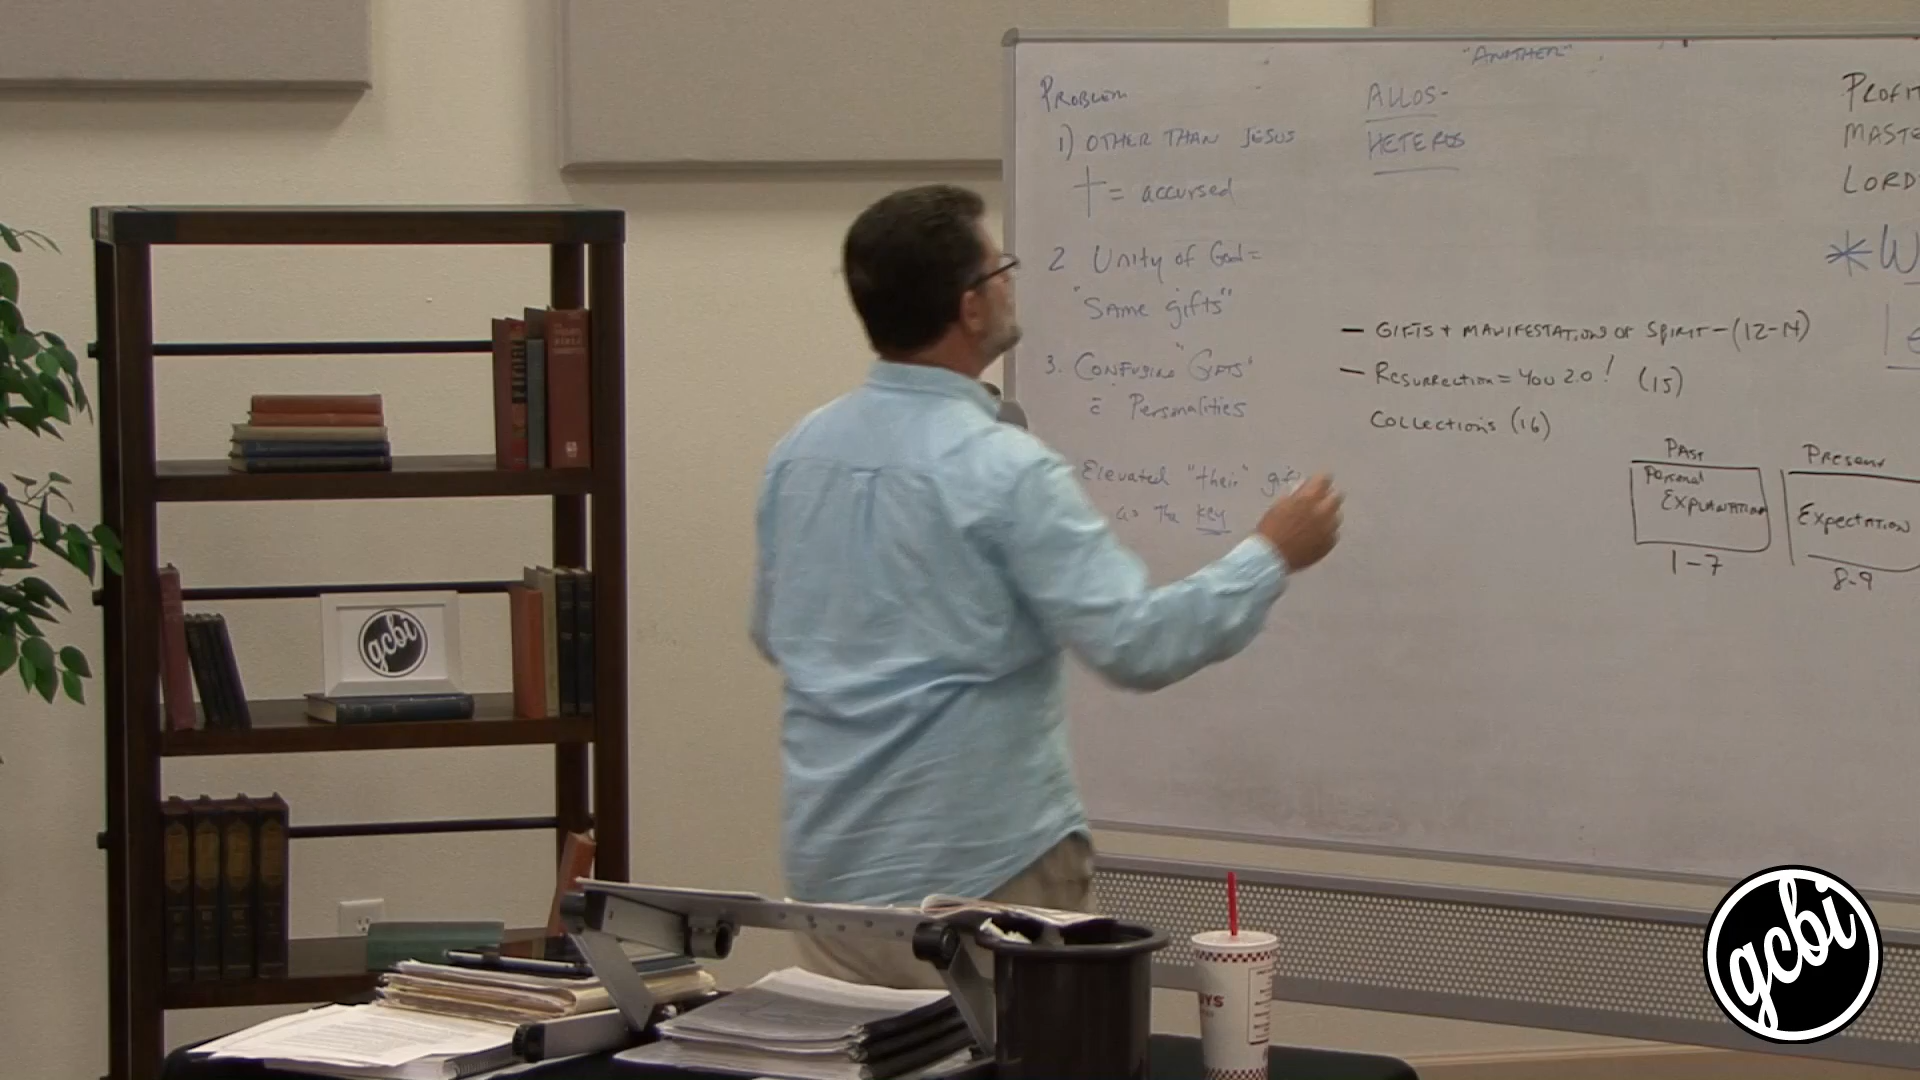 "ANOTHER"
PROBLEM
1) OTHER THAN JESUS
† = accursed
2 Unity of God =
"SAME gifts"
3. CONFUSING "GIFTS"
c̄ Personalities
Elevated "their"
as the key
ALLOS-
HETEROS
— GIFTS + MANIFESTATION OF SPIRIT - (12-14)
— RESURRECTION = YOU 2.0! (15)
COLLECTIONS (16)
PAST
Personal
EXPLANATION
1-7
PRESENT
EXPECTATION
8-9
LORD
gcbi
gcbi